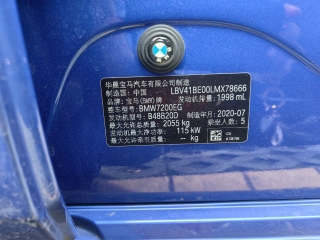 华晨宝马汽车有限公司制造
制造国：中国 LBV41BE00LMX78666
品牌：宝马(BMW)牌 发动机排量：1998 mL
整车型号：BMW7200EG
发动机型号：B48B20D 制造年月：2020-07
最大允许总质量：2055 kg 乘坐人数：5
发动机最大净功率：115 kW
最大允许牵引质量：-- kg